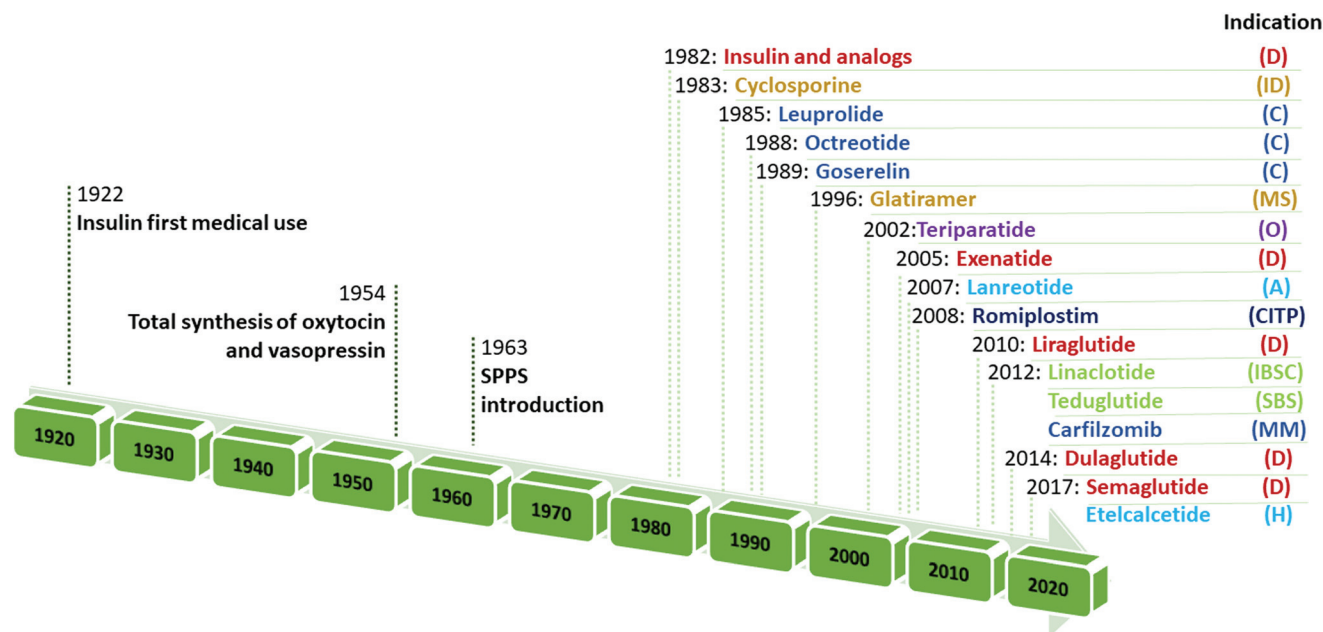 Indication
1982: Insulin and analogs (D)
1983: Cyclosporine (ID)
1985: Leuprolide (C)
1988: Octreotide (C)
1989: Goserelin (C)
1996: Glatiramer (MS)
2002:Teriparatide (O)
2005: Exenatide (D)
2007: Lanreotide (A)
2008: Romiplostim (CITP)
2010: Liraglutide (D)
2012: Linaclotide (IBSC)
Teduglutide (SBS)
Carfilzomib (MM)
2014: Dulaglutide (D)
2017: Semaglutide (D)
Etelcalcetide (H)
1922
Insulin first medical use
1954
Total synthesis of oxytocin
and vasopressin
1963
SPPS
introduction
1920
1930
1940
1950
1960
1970
1980
1990
2000
2010
2020